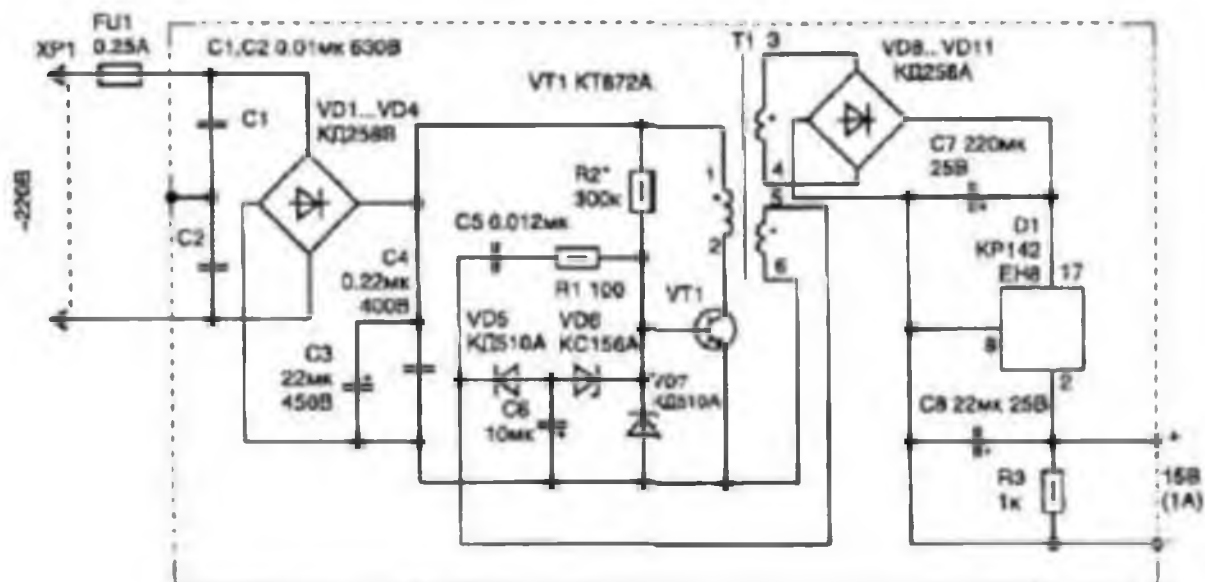 FU1
XP1
0.25A
C1,C2 0.01мк 630В
T1
3
VD8...VD11
КД258А
VT1 КТ872А
C1
VD1...VD4
КД258В
C7 220мк
25В
4
R2*
300к
1
5
~220В
C5 0.012мк
D1
КР142
ЕН8
17
C2
C4
0.22мк
400В
2
6
R1 100
VT1
VD5
КД510А
VD6
КС156А
8
C3
22мк
450В
VD7
КД510А
2
C6
10мк
C8 22мк 25В
+
R3
1к
15В
(1А)
-